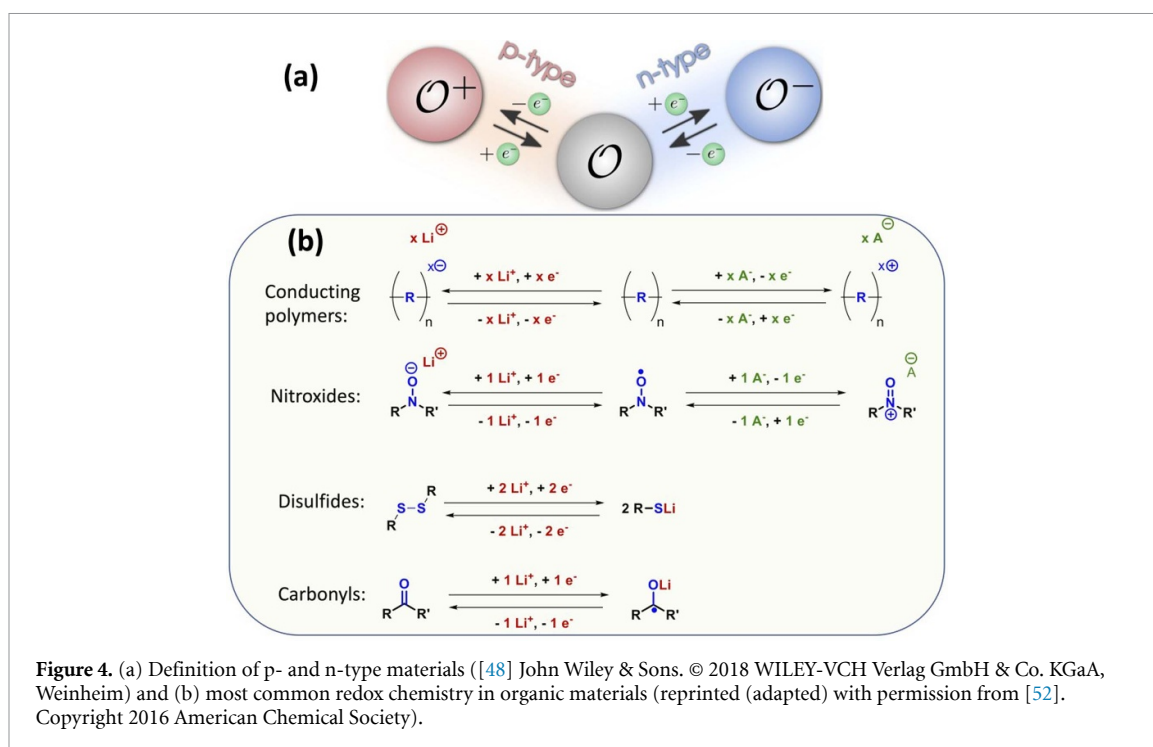 (a)
p-type
n-type
𝒪+
𝒪−
− e⁻
+ e⁻
+ e⁻
− e⁻
𝒪
(b)
x Li⊕
x A⊖
Conducting polymers:
( R )n x⊖
+ x Li⁺, + x e⁻
- x Li⁺, - x e⁻
( R )n
+ x A⁻, - x e⁻
- x A⁻, + x e⁻
( R )n x⊕
Nitroxides:
⊖ Li⊕
O
N
R R'
+ 1 Li⁺, + 1 e⁻
- 1 Li⁺, - 1 e⁻
•
O
N
R R'
+ 1 A⁻, - 1 e⁻
- 1 A⁻, + 1 e⁻
⊖
A
O
N
R ⊕ R'
Disulfides:
R
S–S
R
+ 2 Li⁺, + 2 e⁻
- 2 Li⁺, - 2 e⁻
2 R–SLi
Carbonyls:
O
R R'
+ 1 Li⁺, + 1 e⁻
- 1 Li⁺, - 1 e⁻
OLi
R • R'
Figure 4. (a) Definition of p- and n-type materials ([48] John Wiley & Sons. © 2018 WILEY-VCH Verlag GmbH & Co. KGaA,
Weinheim) and (b) most common redox chemistry in organic materials (reprinted (adapted) with permission from [52].
Copyright 2016 American Chemical Society).